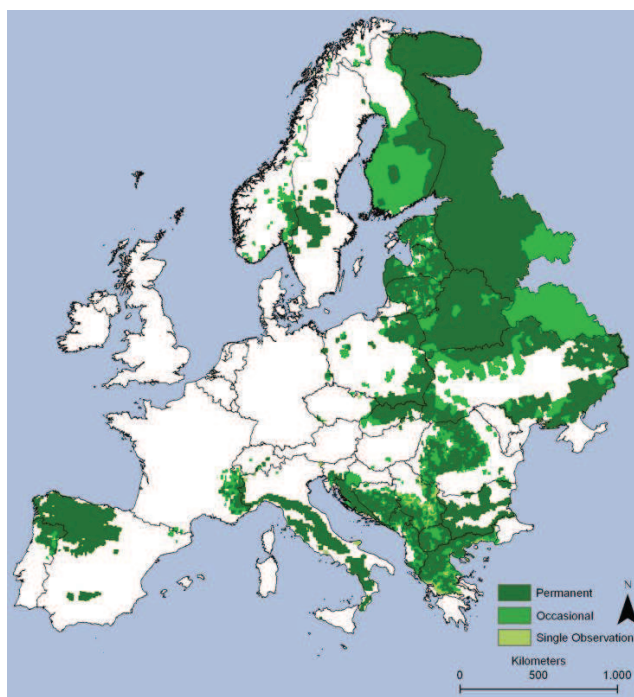 N
Permanent
Occasional
Single Observation
Kilometers
0 500 1.000